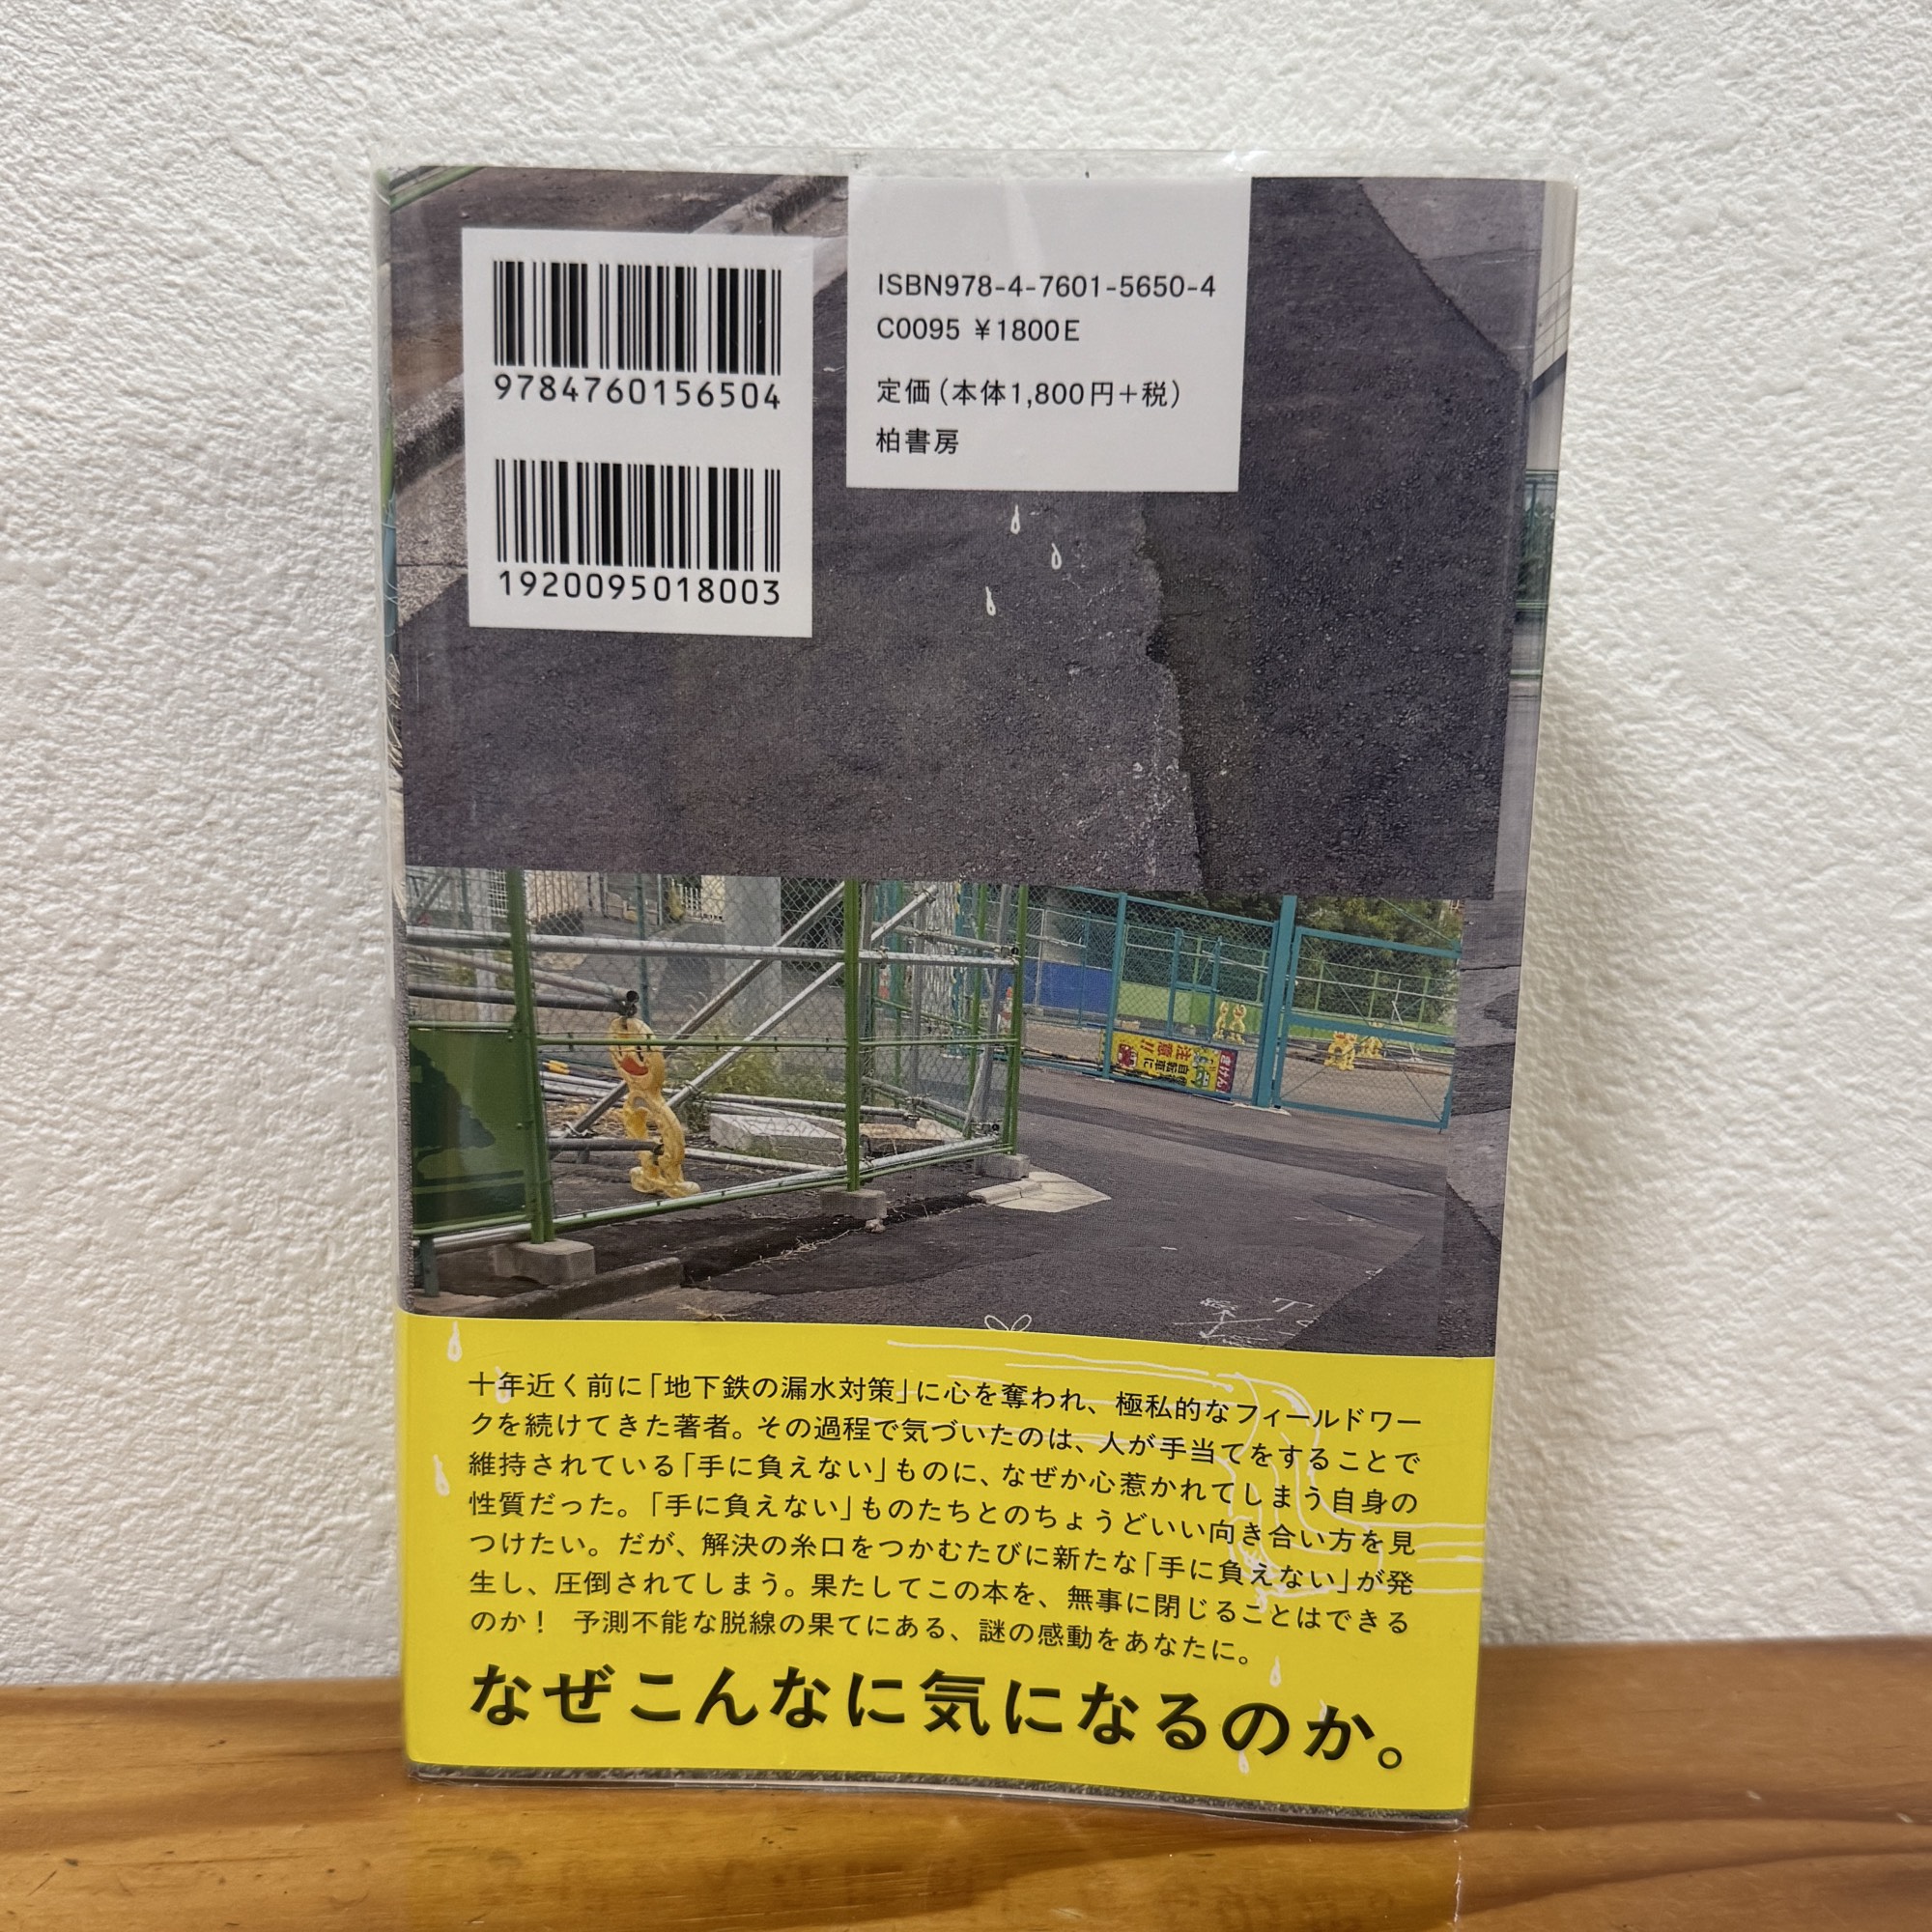 9784760156504
1920095018003
ISBN978-4-7601-5650-4
C0095 ¥1800E
定価（本体1,800円＋税）
柏書房
きけん
自転車に
注意!!
十年近く前に「地下鉄の漏水対策」に心を奪われ、極私的なフィールドワー
クを続けてきた著者。その過程で気づいたのは、人が手当てをすることで
維持されている「手に負えない」ものに、なぜか心惹かれてしまう自身の
性質だった。「手に負えない」ものたちとのちょうどいい向き合い方を見
つけたい。だが、解決の糸口をつかむたびに新たな「手に負えない」が発
生し、圧倒されてしまう。果たしてこの本を、無事に閉じることはできる
のか！ 予測不能な脱線の果てにある、謎の感動をあなたに。
なぜこんなに気になるのか。